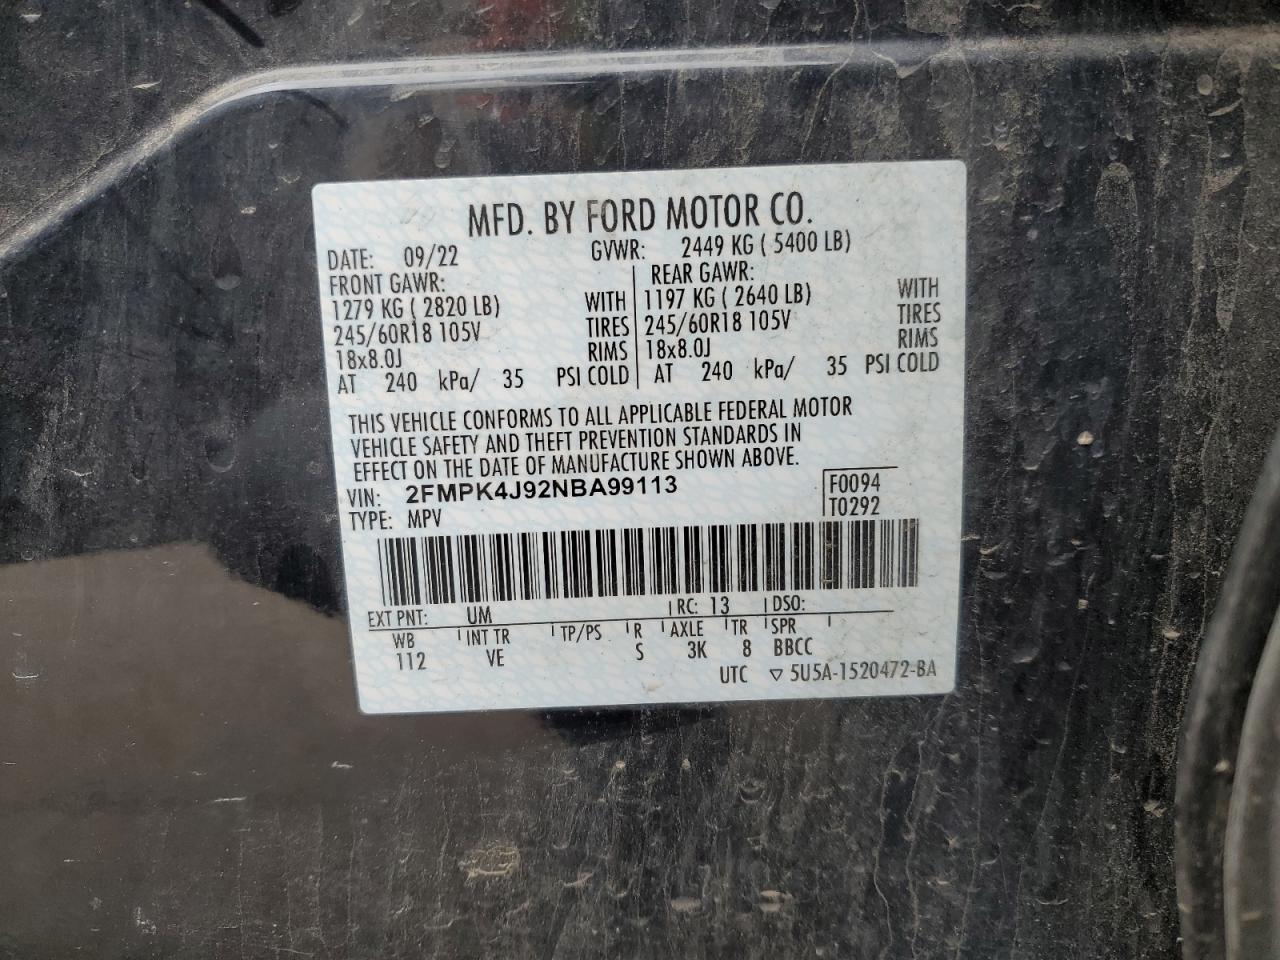 MFD. BY FORD MOTOR CO.
DATE: 09/22 GVWR: 2449 KG ( 5400 LB)
FRONT GAWR: REAR GAWR:
1279 KG ( 2820 LB) WITH 1197 KG ( 2640 LB) WITH
245/60R18 105V TIRES 245/60R18 105V TIRES
18x8.0J RIMS 18x8.0J RIMS
AT 240 kPa/ 35 PSI COLD AT 240 kPa/ 35 PSI COLD
THIS VEHICLE CONFORMS TO ALL APPLICABLE FEDERAL MOTOR
VEHICLE SAFETY AND THEFT PREVENTION STANDARDS IN
EFFECT ON THE DATE OF MANUFACTURE SHOWN ABOVE.
VIN: 2FMPK4J92NBA99113 F0094
TYPE: MPV T0292
EXT PNT: UM RC: 13 DSO:
WB INT TR TP/PS R AXLE TR SPR
112 VE S 3K 8 BBCC
UTC ▽ 5U5A-1520472-BA